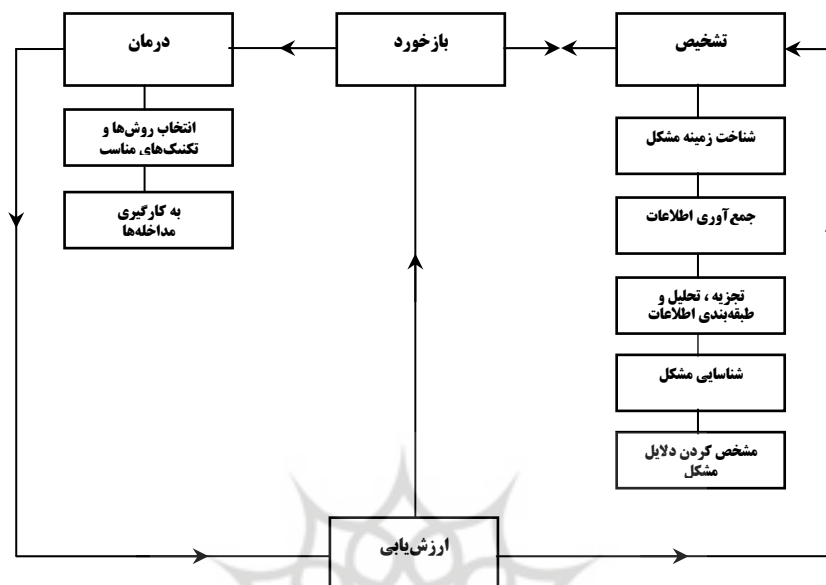 تشخیص
بازخورد
درمان
شناخت زمینه مشکل
جمع‌آوری اطلاعات
تجزیه ، تحلیل و
طبقه‌بندی اطلاعات
شناسایی مشکل
مشخص کردن دلایل
مشکل
انتخاب روش‌ها و
تکنیک‌های مناسب
به کارگیری
مداخله‌ها
ارزش‌یابی